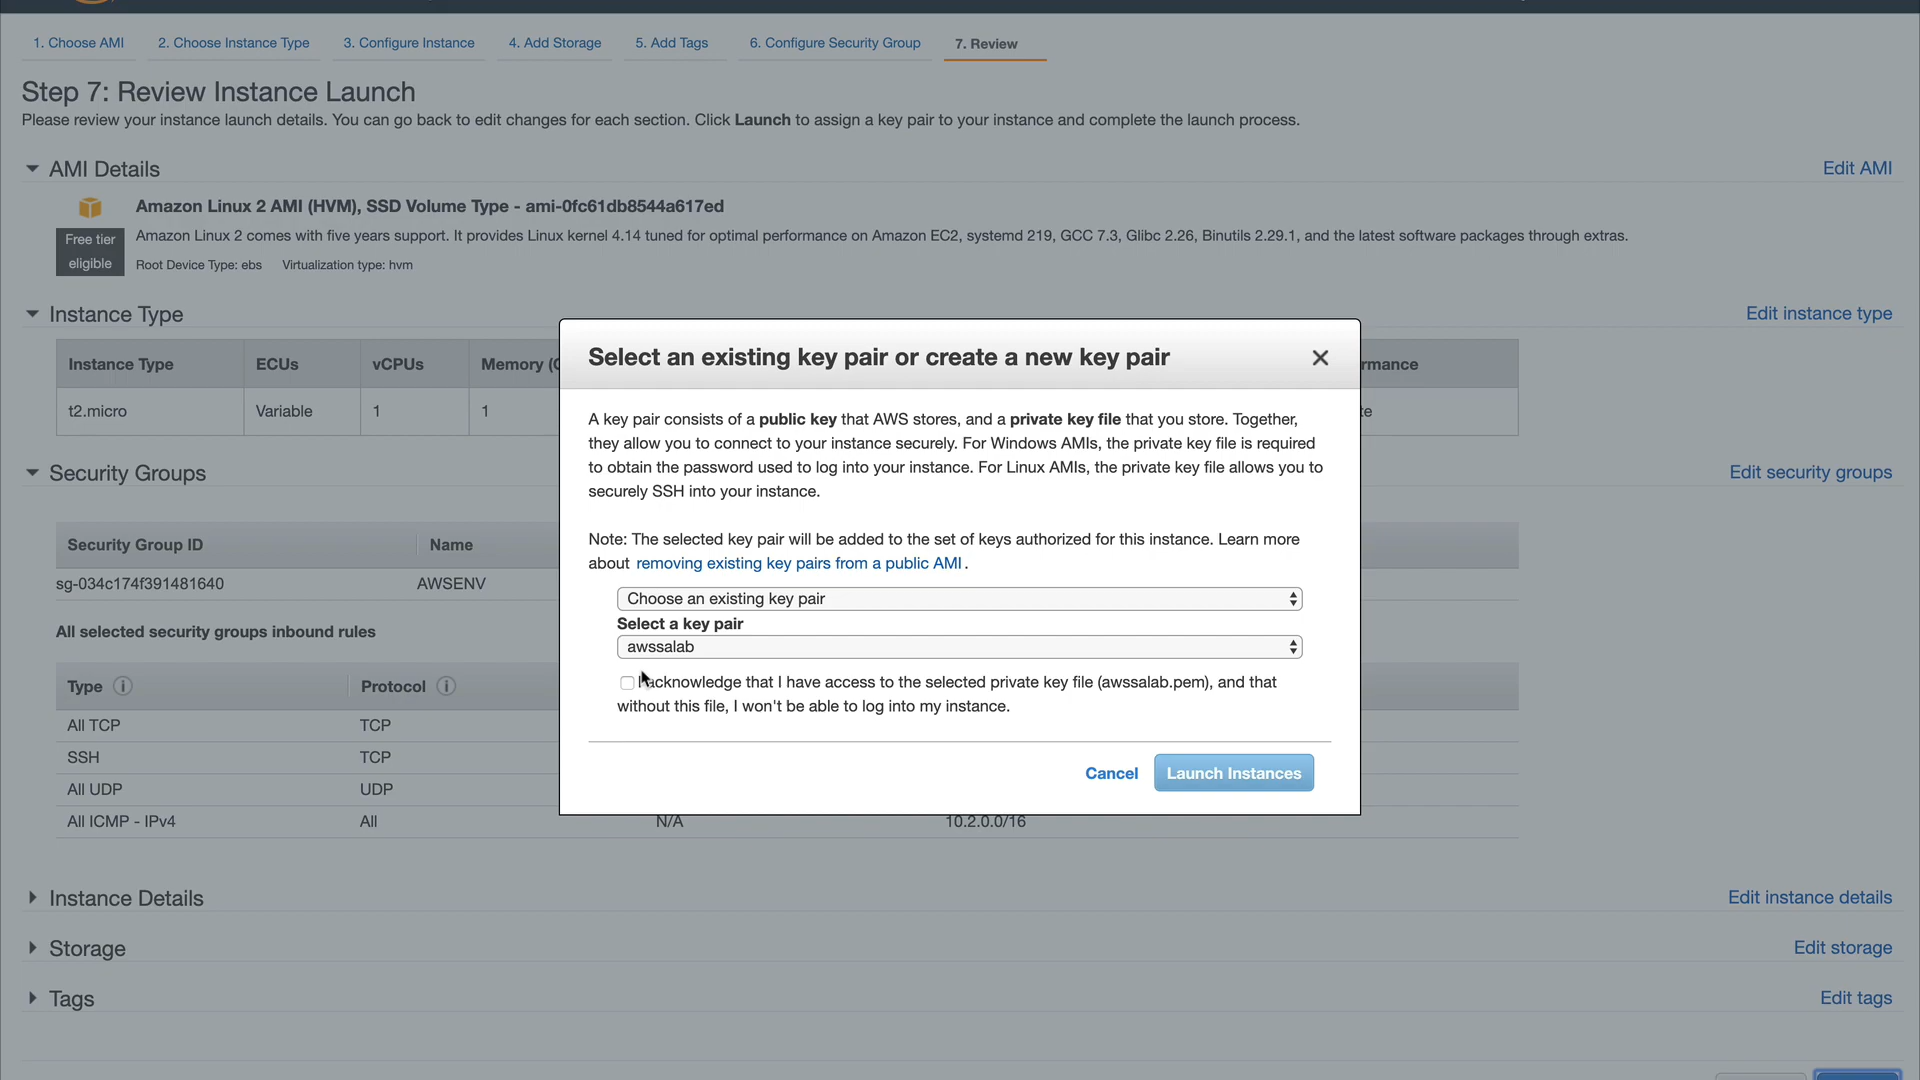 1. Choose AMI 2. Choose Instance Type 3. Configure Instance 4. Add Storage 5. Add Tags 6. Configure Security Group 7. Review
Step 7: Review Instance Launch
Please review your instance launch details. You can go back to edit changes for each section. Click Launch to assign a key pair to your instance and complete the launch process.
AMI Details Edit AMI
Amazon Linux 2 AMI (HVM), SSD Volume Type - ami-0fc61db8544a617ed
Free tier
eligible
Amazon Linux 2 comes with five years support. It provides Linux kernel 4.14 tuned for optimal performance on Amazon EC2, systemd 219, GCC 7.3, Glibc 2.26, Binutils 2.29.1, and the latest software packages through extras.
Root Device Type: ebs Virtualization type: hvm
Instance Type Edit instance type
Instance Type ECUs vCPUs Memory
t2.micro Variable 1 1
Security Groups Edit security groups
Security Group ID Name
sg-034c174f391481640 AWSENV
All selected security groups inbound rules
Type Protocol
All TCP TCP
SSH TCP
All UDP UDP
All ICMP - IPv4 All N/A 10.2.0.0/16
Instance Details Edit instance details
Storage Edit storage
Tags Edit tags
Select an existing key pair or create a new key pair ✕
A key pair consists of a public key that AWS stores, and a private key file that you store. Together,
they allow you to connect to your instance securely. For Windows AMIs, the private key file is required
to obtain the password used to log into your instance. For Linux AMIs, the private key file allows you to
securely SSH into your instance.
Note: The selected key pair will be added to the set of keys authorized for this instance. Learn more
about removing existing key pairs from a public AMI .
Choose an existing key pair
Select a key pair
awssalab
I acknowledge that I have access to the selected private key file (awssalab.pem), and that
without this file, I won't be able to log into my instance.
Cancel Launch Instances